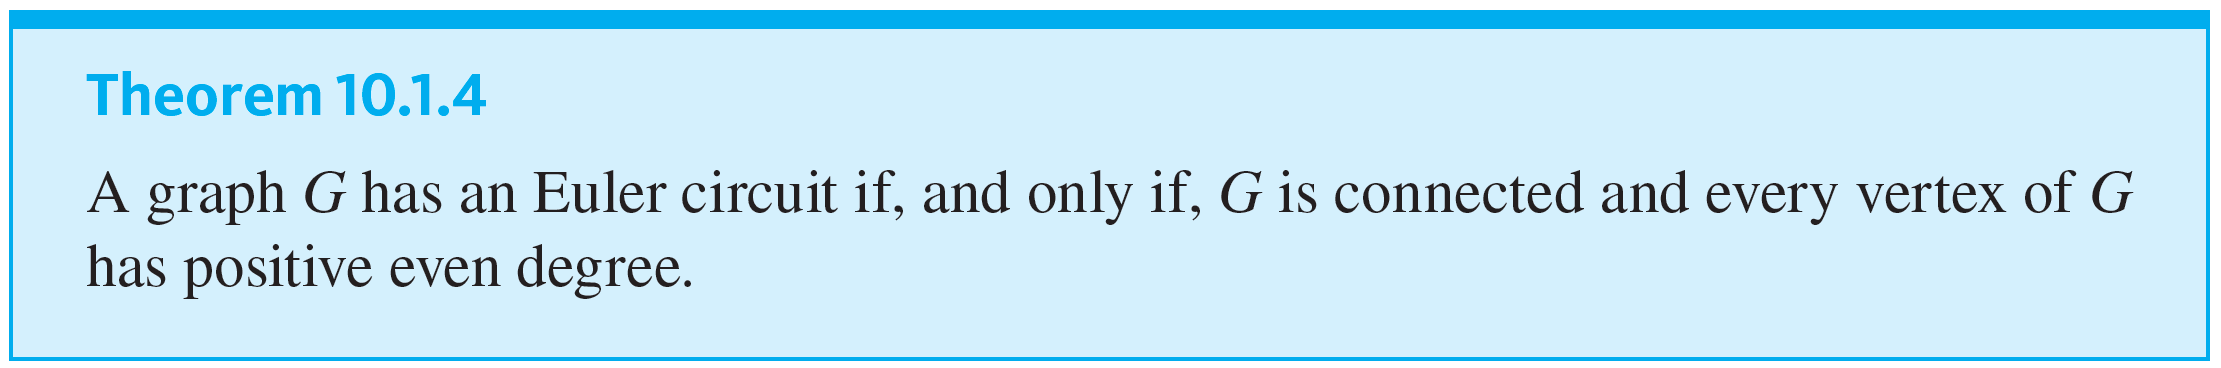 Theorem 10.1.4
A graph G has an Euler circuit if, and only if, G is connected and every vertex of G
has positive even degree.